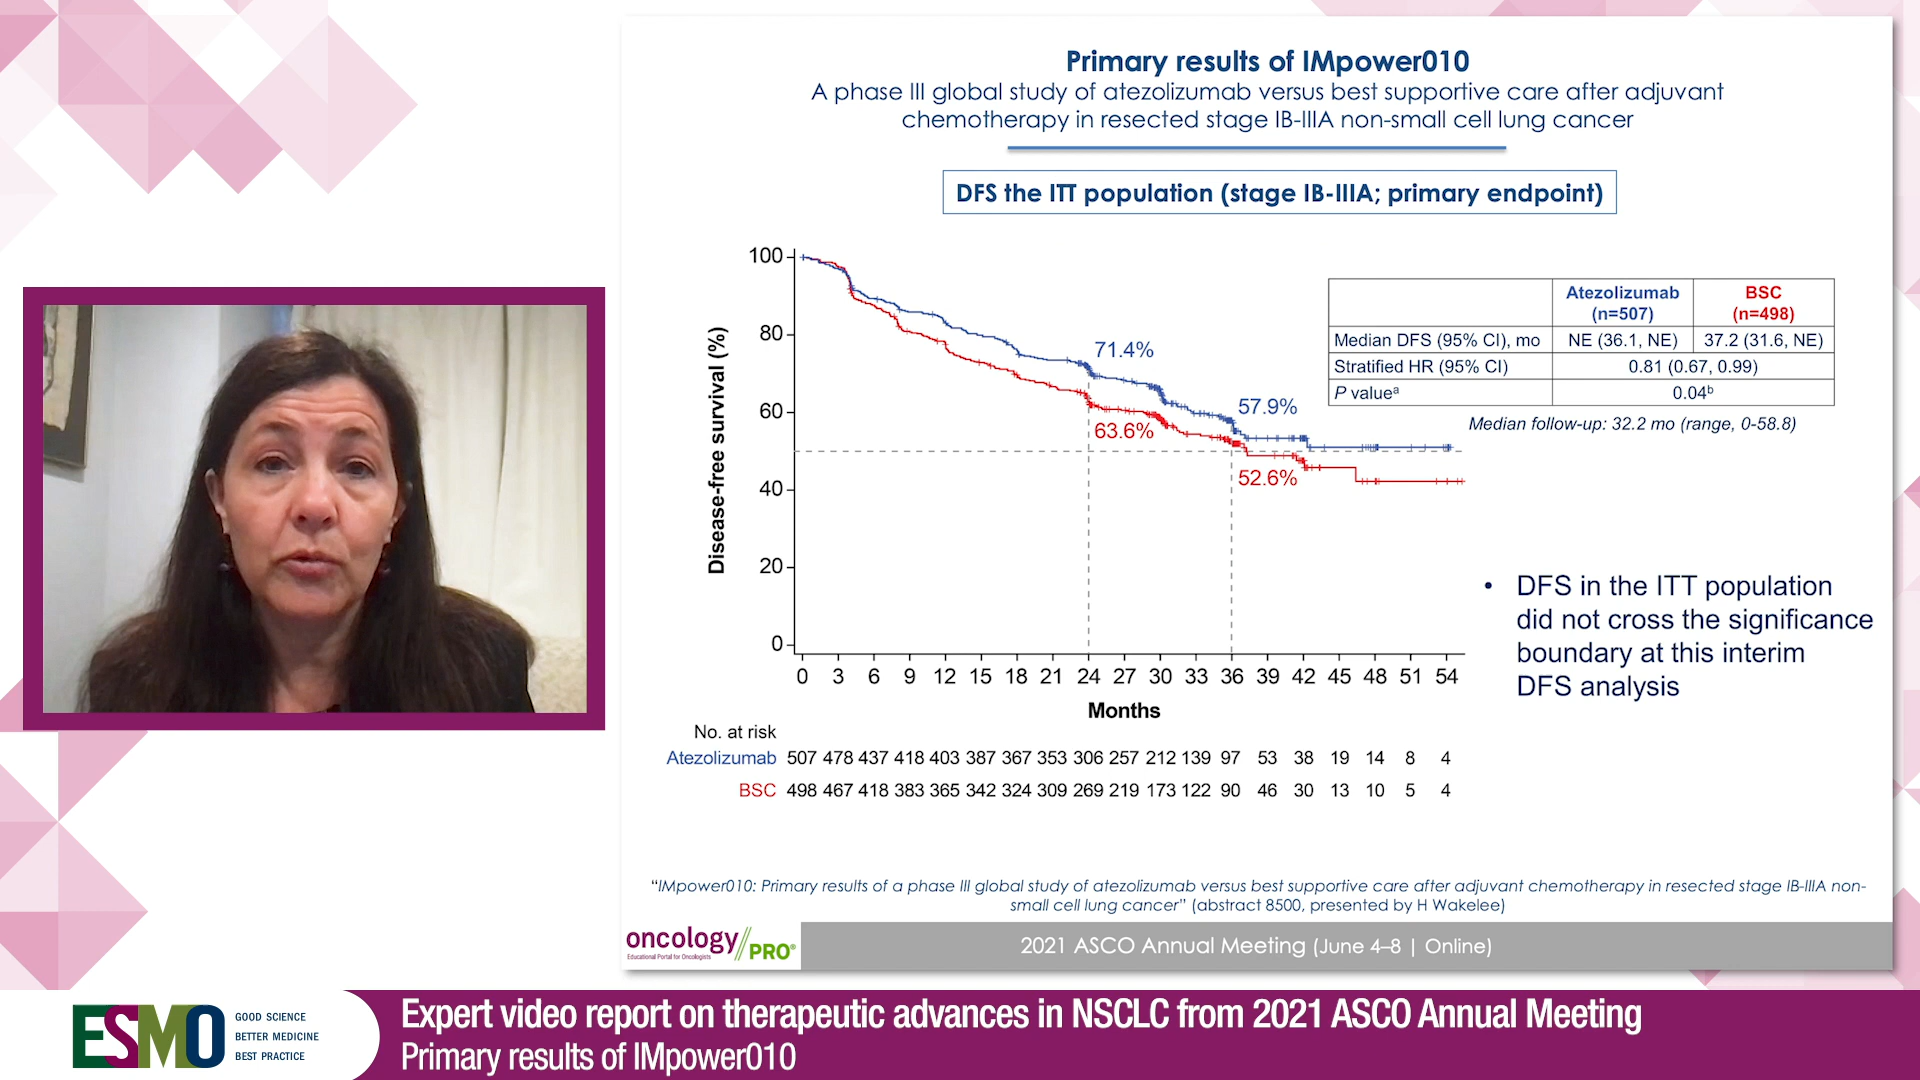 Primary results of IMpower010
A phase III global study of atezolizumab versus best supportive care after adjuvant
chemotherapy in resected stage IB-IIIA non-small cell lung cancer
DFS the ITT population (stage IB-IIIA; primary endpoint)
Disease-free survival (%)
100
80
60
40
20
0
71.4%
63.6%
57.9%
52.6%
0 3 6 9 12 15 18 21 24 27 30 33 36 39 42 45 48 51 54
Months
Atezolizumab (n=507) BSC (n=498)
Median DFS (95% CI), mo NE (36.1, NE) 37.2 (31.6, NE)
Stratified HR (95% CI) 0.81 (0.67, 0.99)
P valueᵃ 0.04ᵇ
Median follow-up: 32.2 mo (range, 0-58.8)
• DFS in the ITT population
did not cross the significance
boundary at this interim
DFS analysis
No. at risk
Atezolizumab 507 478 437 418 403 387 367 353 306 257 212 139 97 53 38 19 14 8 4
BSC 498 467 418 383 365 342 324 309 269 219 173 122 90 46 30 13 10 5 4
“IMpower010: Primary results of a phase III global study of atezolizumab versus best supportive care after adjuvant chemotherapy in resected stage IB-IIIA non-
small cell lung cancer” (abstract 8500, presented by H Wakelee)
oncology//PRO®
Educational Portal for Oncologists
2021 ASCO Annual Meeting (June 4–8 | Online)
ESMO
GOOD SCIENCE
BETTER MEDICINE
BEST PRACTICE
Expert video report on therapeutic advances in NSCLC from 2021 ASCO Annual Meeting
Primary results of IMpower010